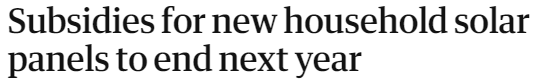 Subsidies for new household solar
panels to end next year